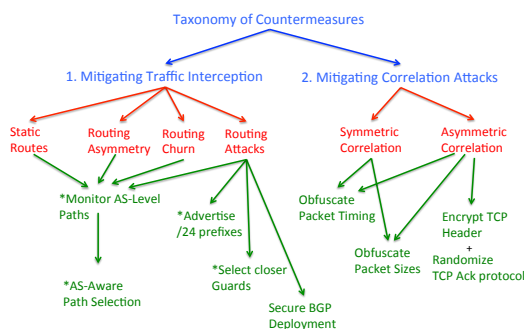 Taxonomy of Countermeasures
1. Mitigating Traffic Interception
2. Mitigating Correlation Attacks
Static
Routes
Routing
Asymmetry
Routing
Churn
Routing
Attacks
Symmetric
Correlation
Asymmetric
Correlation
*Monitor AS-Level
Paths
*Advertise
/24 prefixes
Obfuscate
Packet Timing
Encrypt TCP
Header
+
Randomize
TCP Ack protocol
Obfuscate
Packet Sizes
*Select closer
Guards
*AS-Aware
Path Selection
Secure BGP
Deployment